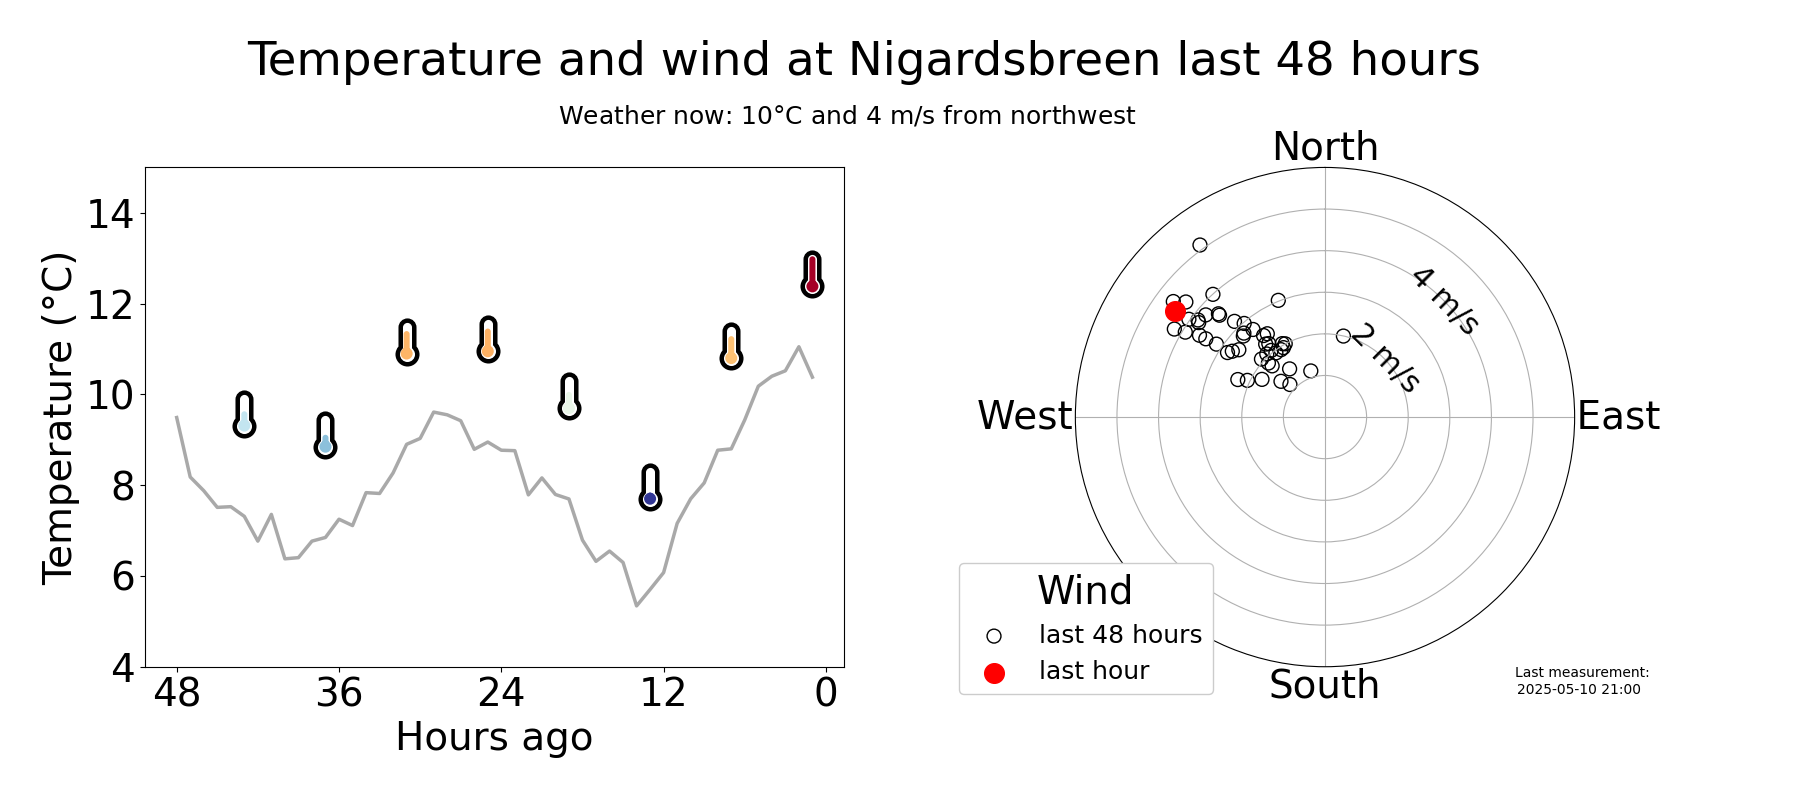 Temperature and wind at Nigardsbreen last 48 hours
Weather now: 10°C and 4 m/s from northwest
Temperature (°C)
14
12
10
8
6
4
48 36 24 12 0
Hours ago
North
4 m/s
2 m/s
West
East
South
Wind
last 48 hours
last hour
Last measurement:
2025-05-10 21:00